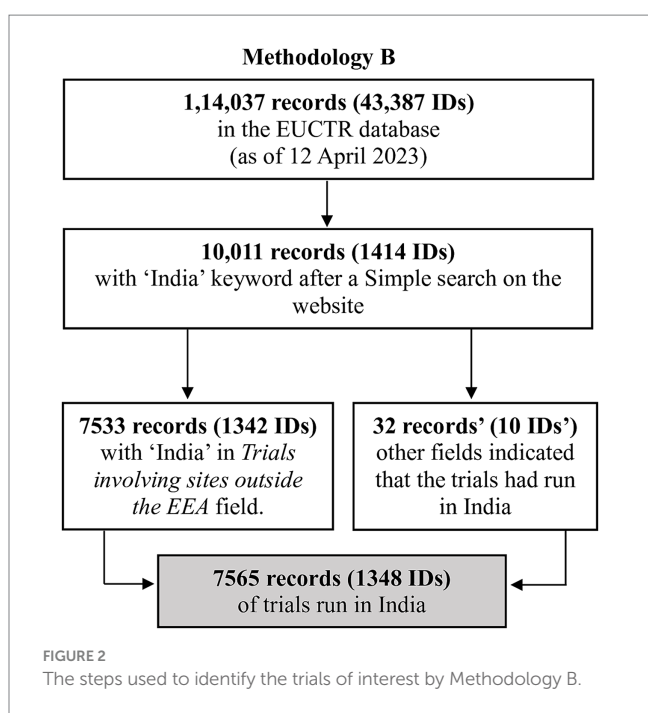 Methodology B
1,14,037 records (43,387 IDs)
in the EUCTR database
(as of 12 April 2023)
10,011 records (1414 IDs)
with ‘India’ keyword after a Simple search on the
website
7533 records (1342 IDs)
with ‘India’ in Trials
involving sites outside
the EEA field.
32 records’ (10 IDs’)
other fields indicated
that the trials had run
in India
7565 records (1348 IDs)
of trials run in India
FIGURE 2
The steps used to identify the trials of interest by Methodology B.